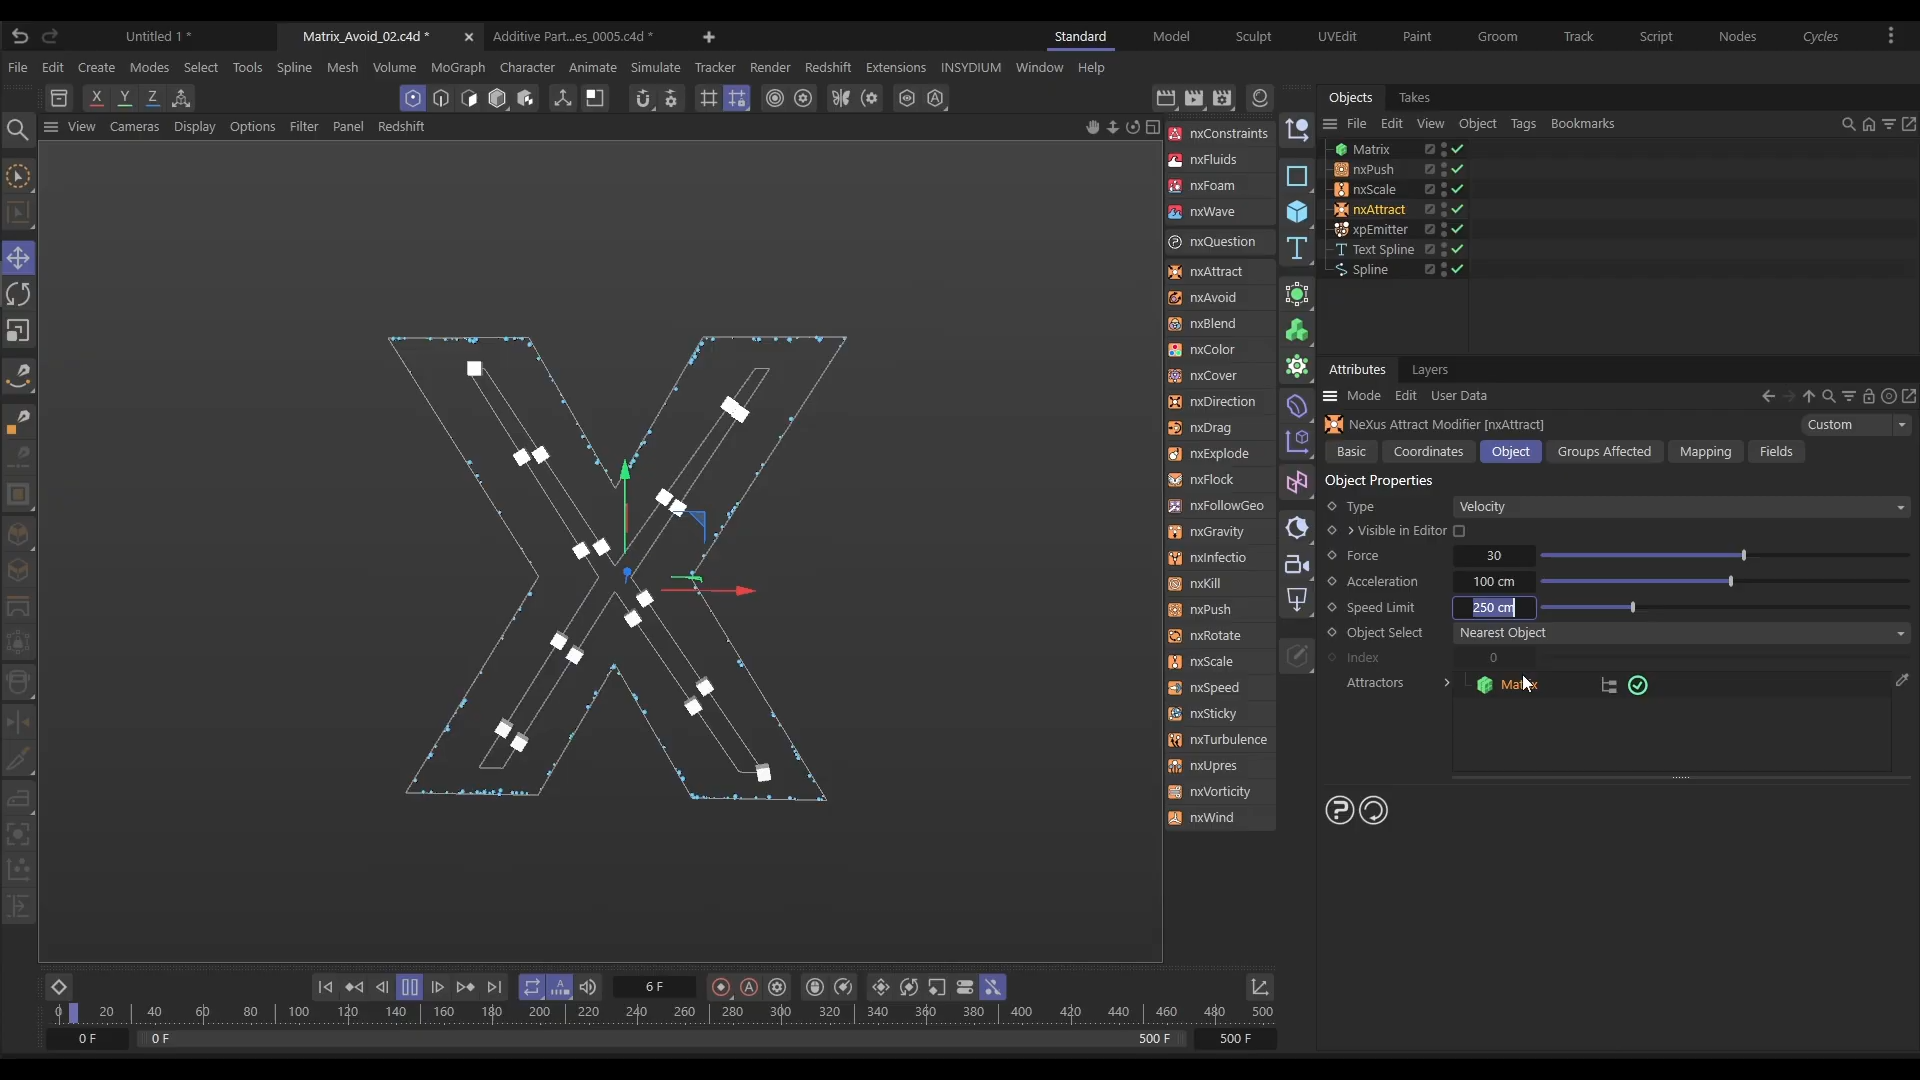 Untitled 1 *
Matrix_Avoid_02.c4d *
Additive Part...es_0005.c4d *
Standard
Model
Sculpt
UVEdit
Paint
Groom
Track
Script
Nodes
Cycles
File Edit Create Modes Select Tools Spline Mesh Volume MoGraph Character Animate Simulate Tracker Render Redshift Extensions INSYDIUM Window Help
X Y Z
View Cameras Display Options Filter Panel Redshift
nxConstraints
nxFluids
nxFoam
nxWave
nxQuestion
nxAttract
nxAvoid
nxBlend
nxColor
nxCover
nxDirection
nxDrag
nxExplode
nxFlock
nxFollowGeo
nxGravity
nxInfectio
nxKill
nxPush
nxRotate
nxScale
nxSpeed
nxSticky
nxTurbulence
nxUpres
nxVorticity
nxWind
Objects Takes
File Edit View Object Tags Bookmarks
Matrix
nxPush
nxScale
nxAttract
xpEmitter
Text Spline
Spline
Attributes Layers
Mode Edit User Data
NeXus Attract Modifier [nxAttract]
Custom
Basic Coordinates Object Groups Affected Mapping Fields
Object Properties
Type Velocity
Visible in Editor
Force 30
Acceleration 100 cm
Speed Limit 250 cm
Object Select Nearest Object
Index 0
Attractors Matrix
6 F
0 20 40 60 80 100 120 140 160 180 200 220 240 260 280 300 320 340 360 380 400 420 440 460 480 500
0 F 0 F 500 F 500 F